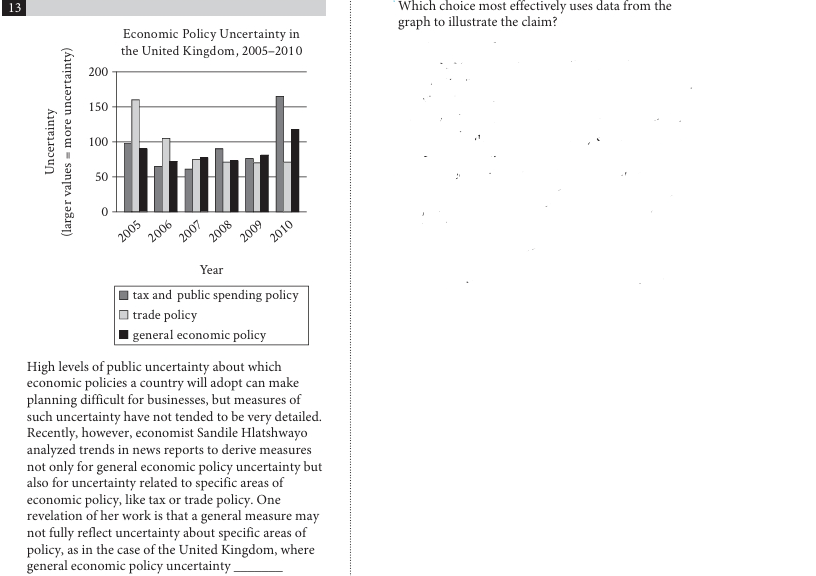 13
Economic Policy Uncertainty in
the United Kingdom, 2005–2010
Uncertainty
(larger values = more uncertainty)
200
150
100
50
0
2005
2006
2007
2008
2009
2010
Year
tax and public spending policy
trade policy
general economic policy
High levels of public uncertainty about which
economic policies a country will adopt can make
planning difficult for businesses, but measures of
such uncertainty have not tended to be very detailed.
Recently, however, economist Sandile Hlatshwayo
analyzed trends in news reports to derive measures
not only for general economic policy uncertainty but
also for uncertainty related to specific areas of
economic policy, like tax or trade policy. One
revelation of her work is that a general measure may
not fully reflect uncertainty about specific areas of
policy, as in the case of the United Kingdom, where
general economic policy uncertainty ______
Which choice most effectively uses data from the
graph to illustrate the claim?